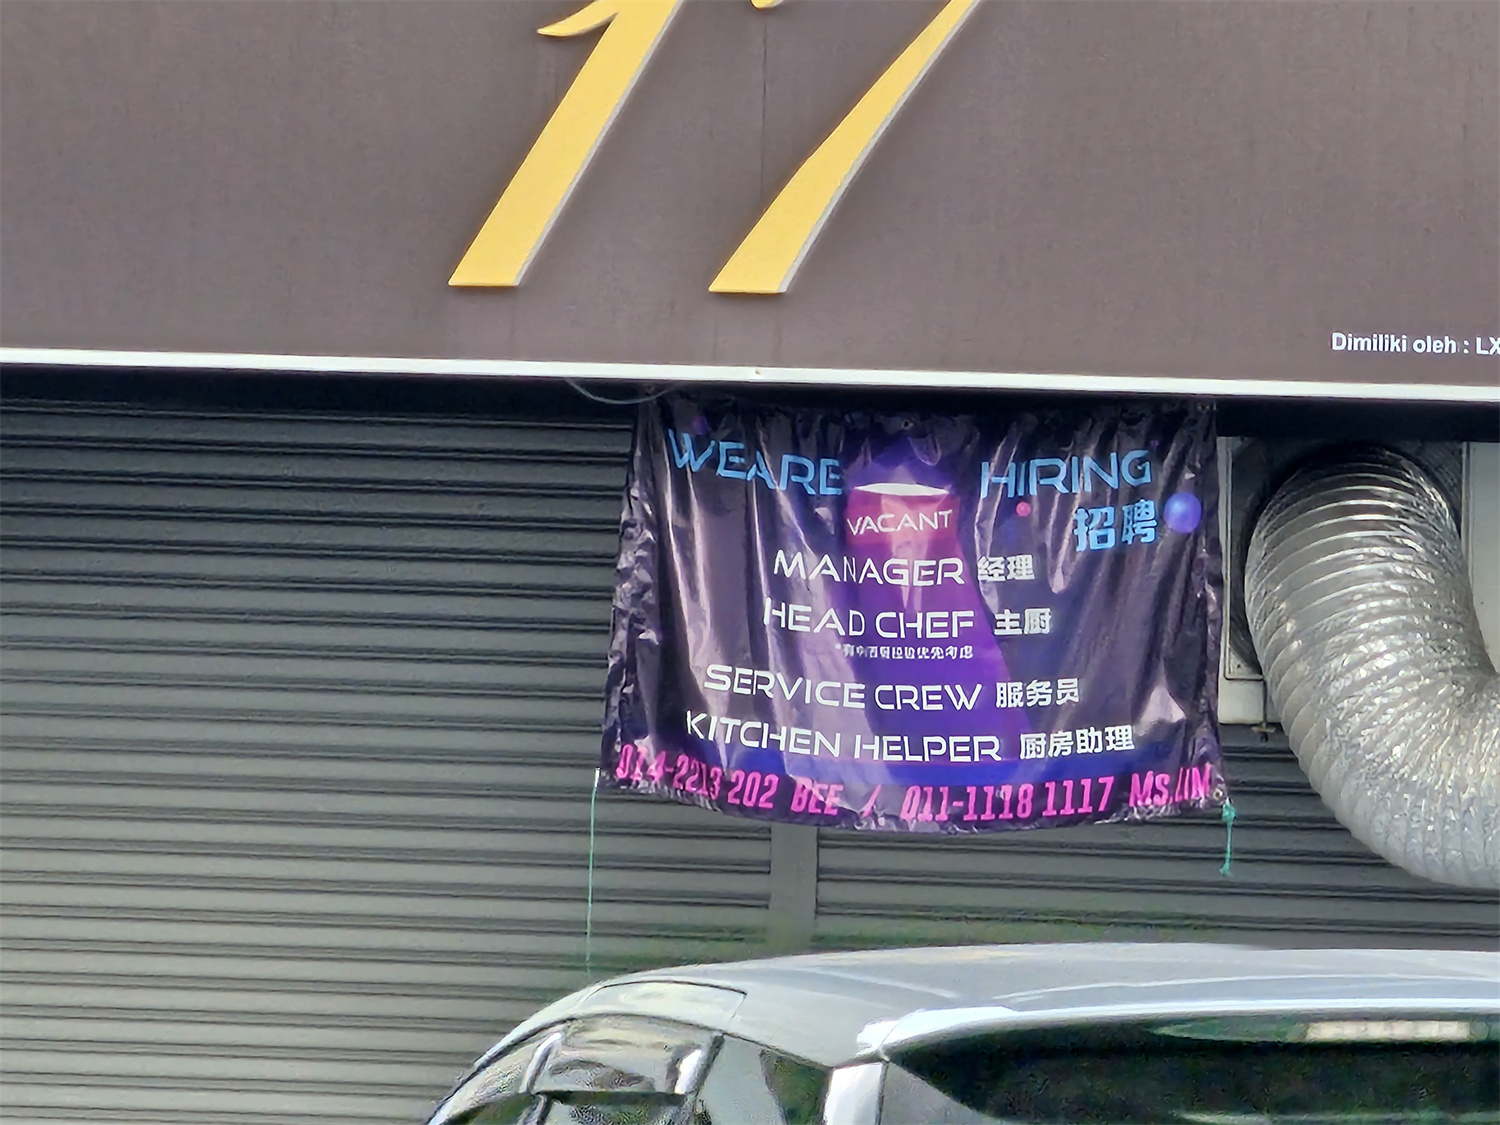 17
Dimiliki oleh : LX
WE ARE HIRING
招聘
VACANT
MANAGER 经理
HEAD CHEF 主厨
SERVICE CREW 服务员
KITCHEN HELPER 厨房助理
014-2213 202 BEE / 011-1118 1117 MS.LIM